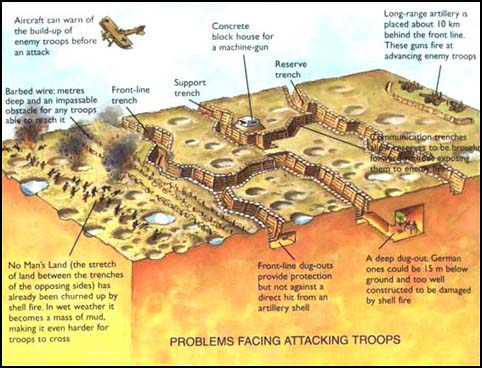 Aircraft can warn of
the build-up of
enemy troops before
an attack
Concrete
block house for
a machine-gun
Long-range artillery is
placed about 10 km
behind the front line.
These guns fire at
advancing enemy troops
Reserve
trench
Support
trench
Front-line
trench
Barbed wire: metres
deep and an impassable
obstacle for any troops
able to reach it
Communication trenches
allow reserves to be brought
forward without exposing
them to enemy fire
No Man's Land (the stretch
of land between the trenches
of the opposing sides) has
already been churned up by
shell fire. In wet weather it
becomes a mass of mud,
making it even harder for
troops to cross
Front-line dug-outs
provide protection
but not against a
direct hit from an
artillery shell
A deep dug-out. German
ones could be 15 m below
ground and too well
constructed to be damaged
by shell fire
PROBLEMS FACING ATTACKING TROOPS